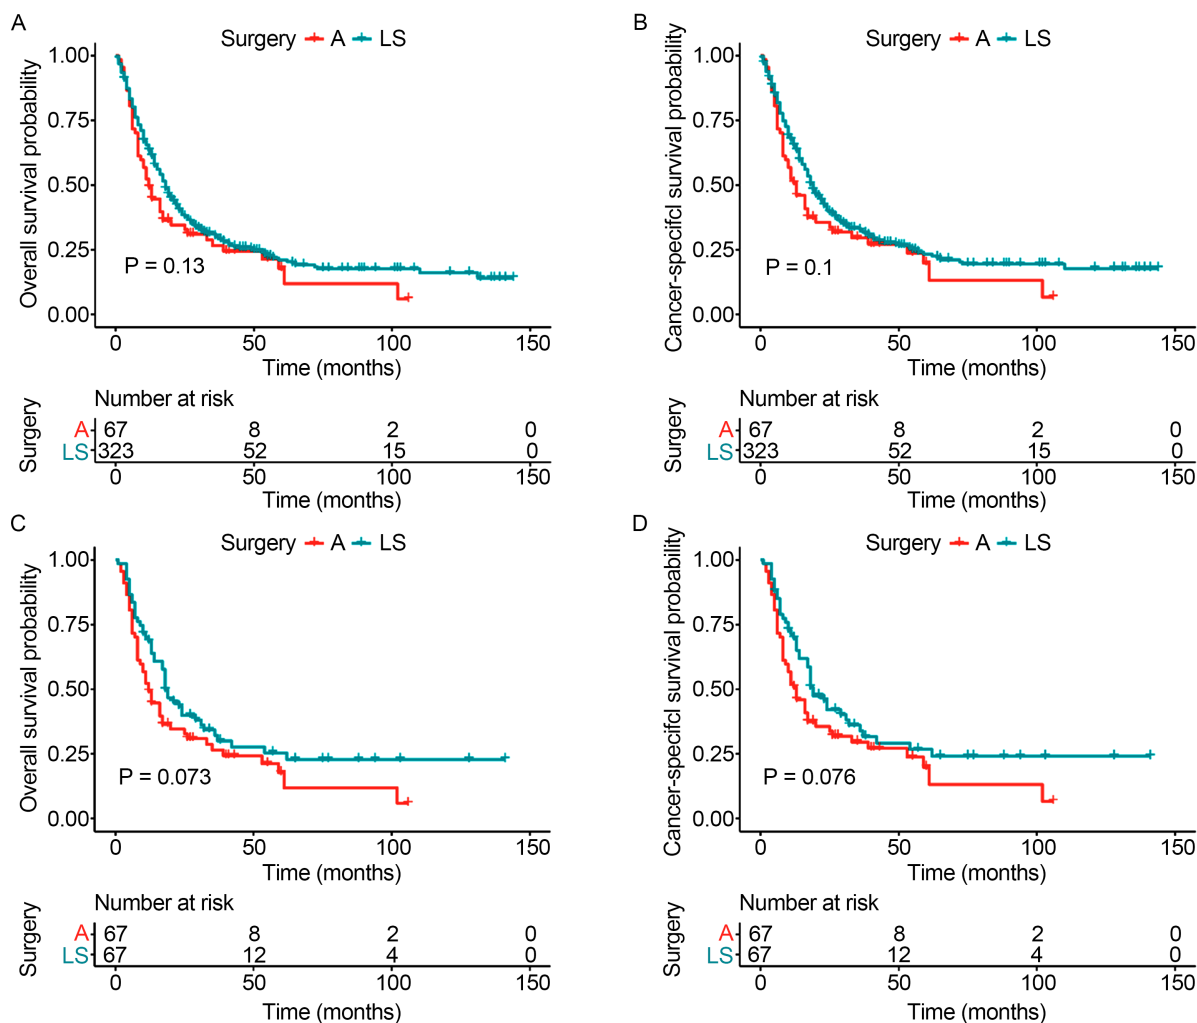 A
Surgery A LS
Overall survival probability
1.00
0.75
0.50
0.25
0.00
P = 0.13
0 50 100 150
Time (months)
Number at risk
Surgery
A 67 8 2 0
LS 323 52 15 0
0 50 100 150
Time (months)
B
Surgery A LS
Cancer-specifcl survival probability
1.00
0.75
0.50
0.25
0.00
P = 0.1
0 50 100 150
Time (months)
Number at risk
Surgery
A 67 8 2 0
LS 323 52 15 0
0 50 100 150
Time (months)
C
Surgery A LS
Overall survival probability
1.00
0.75
0.50
0.25
0.00
P = 0.073
0 50 100 150
Time (months)
Number at risk
Surgery
A 67 8 2 0
LS 67 12 4 0
0 50 100 150
Time (months)
D
Surgery A LS
Cancer-specifcl survival probability
1.00
0.75
0.50
0.25
0.00
P = 0.076
0 50 100 150
Time (months)
Number at risk
Surgery
A 67 8 2 0
LS 67 12 4 0
0 50 100 150
Time (months)